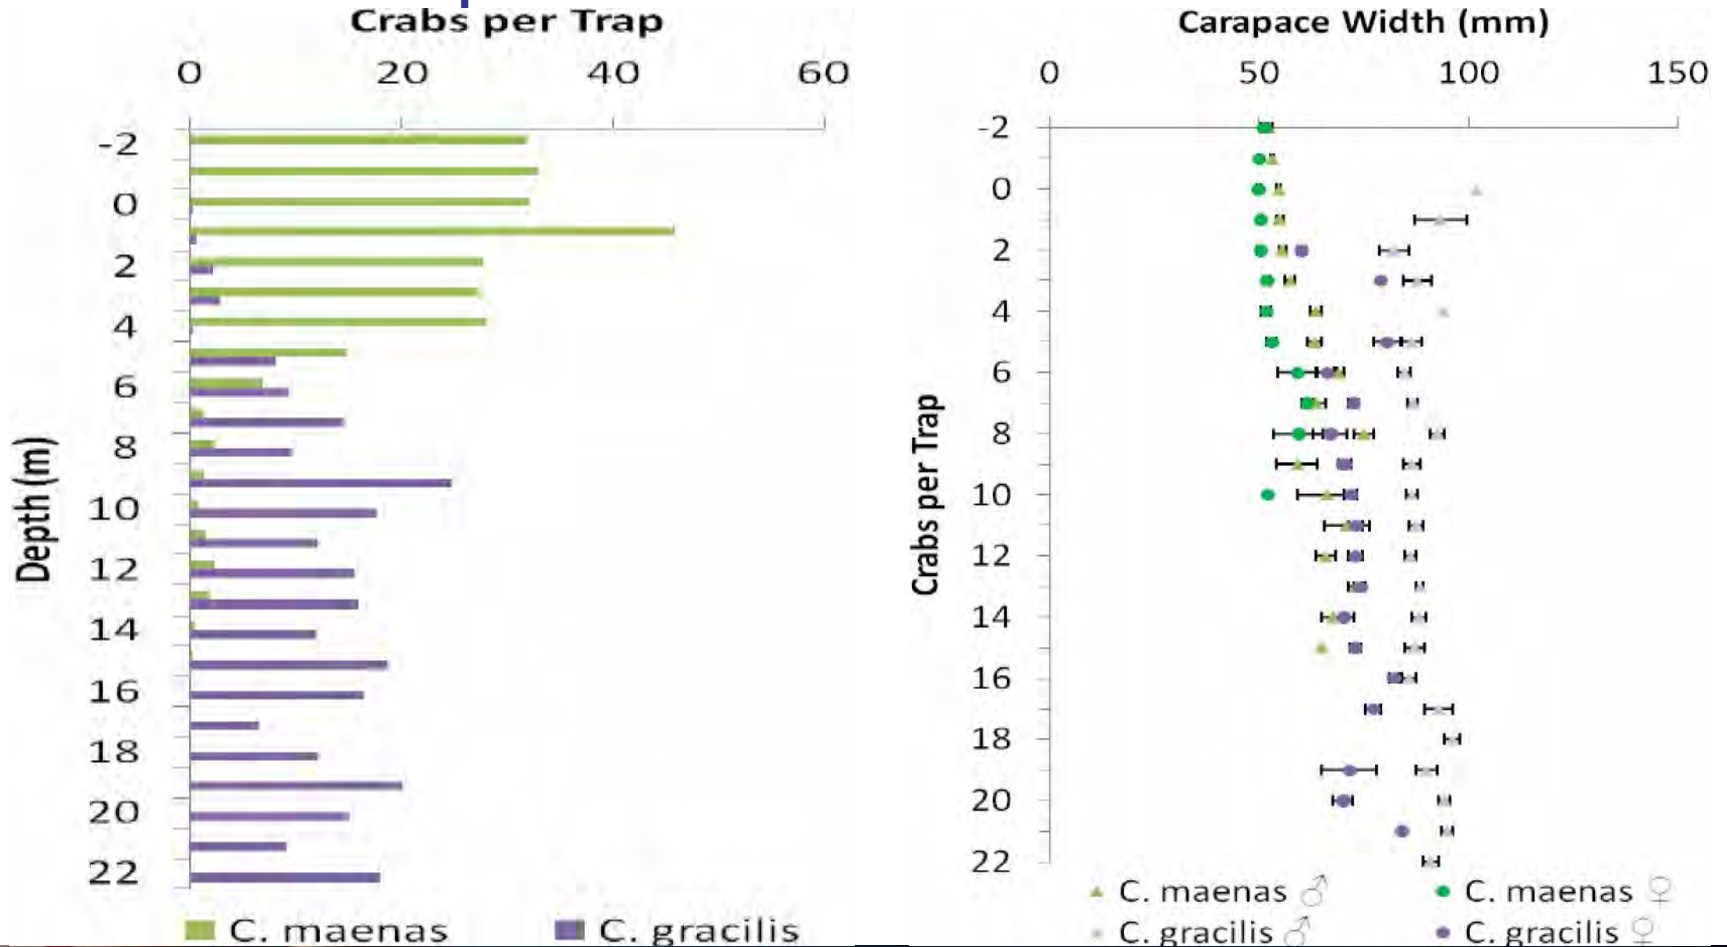 Crabs per Trap
0 20 40 60
-2
0
2
4
6
8
10
12
14
16
18
20
22
Depth (m)
C. maenas C. gracilis
Carapace Width (mm)
0 50 100 150
-2
0
2
4
6
8
10
12
14
16
18
20
22
Crabs per Trap
C. maenas ♂ C. maenas ♀
C. gracilis ♂ C. gracilis ♀